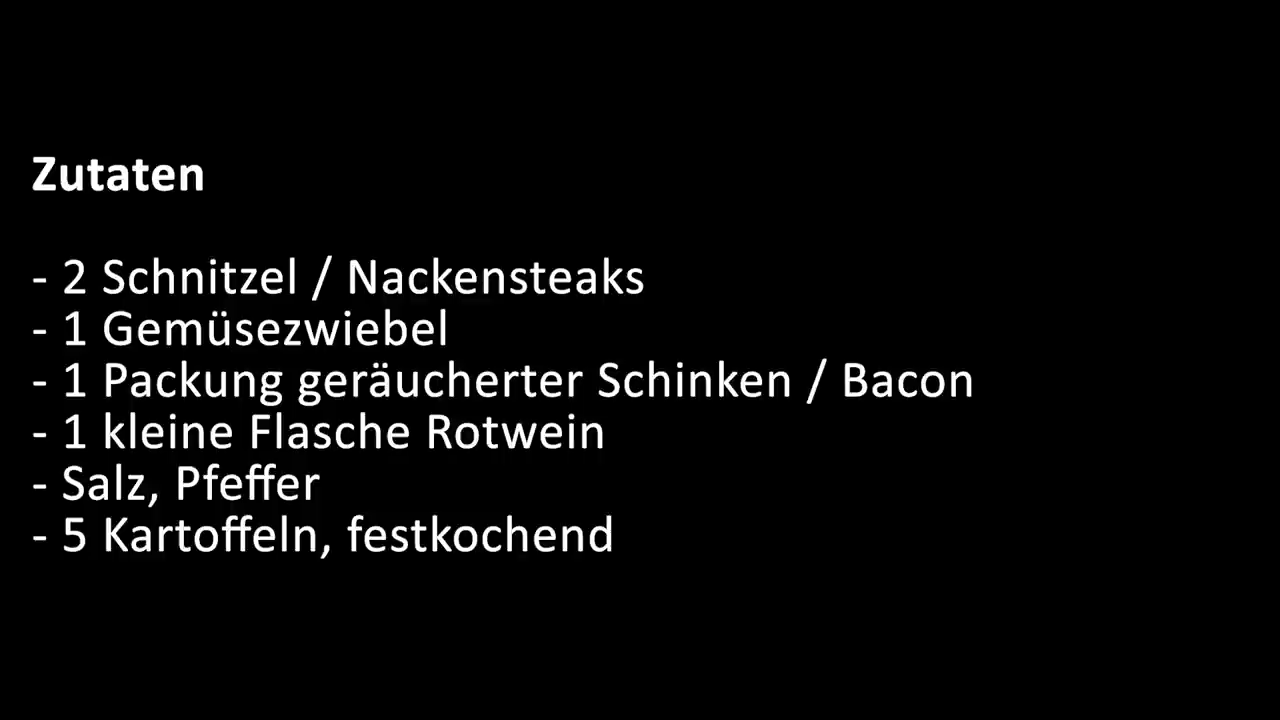 Zutaten
- 2 Schnitzel / Nackensteaks
- 1 Gemüsezwiebel
- 1 Packung geräucherter Schinken / Bacon
- 1 kleine Flasche Rotwein
- Salz, Pfeffer
- 5 Kartoffeln, festkochend